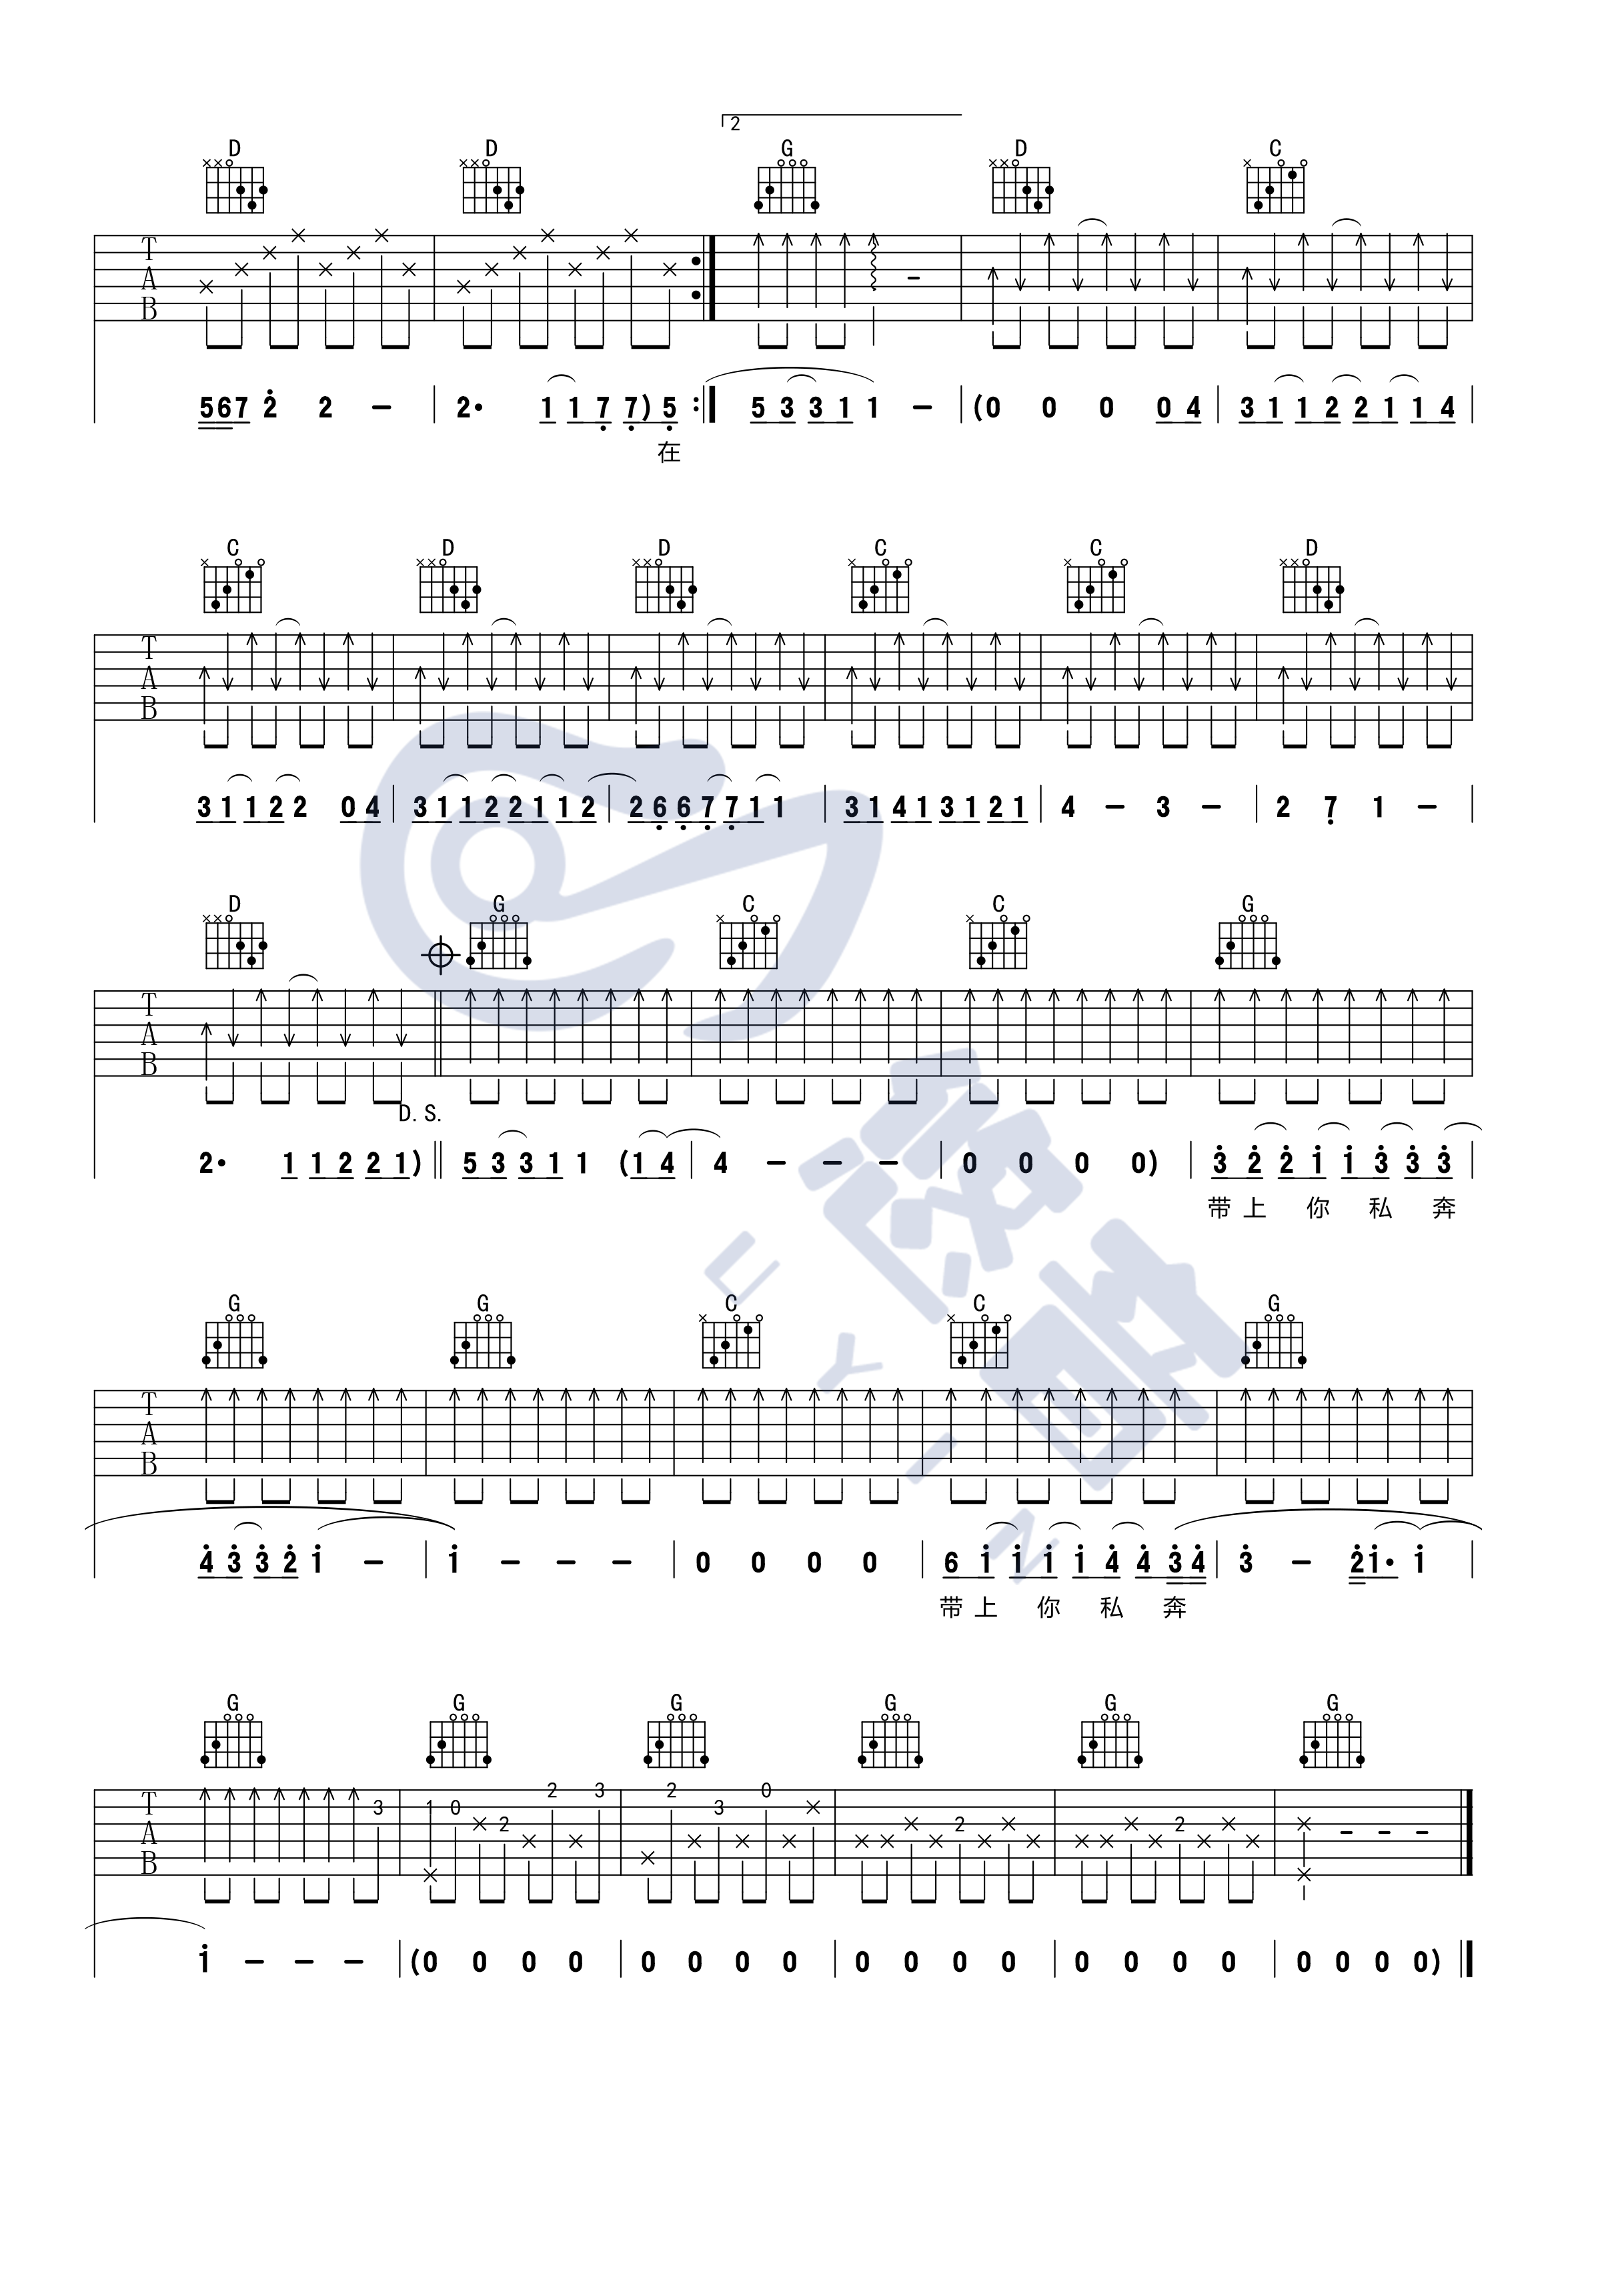 2
D D G D C
T
A
B
3
567 2 2 – | 2· 1 1 7 7) 5 :| 5 3 3 1 1 – | (0 0 0 0 4 | 3 1 1 2 2 1 1 4 |
在
C D D C C D
T
A
B
3 1 1 2 2 0 4 | 3 1 1 2 2 1 1 2 | 2 6 6 7 7 1 1 | 3 1 4 1 3 1 2 1 | 4 – 3 – | 2 7 1 – |
D G C C G
T
A
B
D. S.
2· 1 1 2 2 1) || 5 3 3 1 1 (1 4 | 4 – – – | 0 0 0 0) | 3 2 2 1 1 3 3 3 |
带 上 你 私 奔
G G C C G
T
A
B
4 3 3 2 1 – | 1 – – – | 0 0 0 0 | 6 1 1 1 1 4 4 3 4 | 3 – 2 1· 1 |
带 上 你 私 奔
G G G G G G
T
A
B
3 1 0 2 2 3 2 3 0 2 2 – – –
1 – – – | (0 0 0 0 | 0 0 0 0 | 0 0 0 0 | 0 0 0 0 | 0 0 0 0) ||
YIN